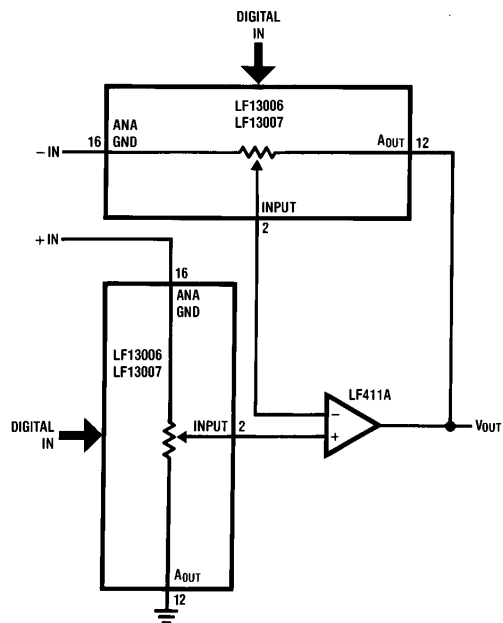 DIGITAL
IN
LF13006
LF13007
ANA
GND
16
AOUT
12
– IN
INPUT
2
+ IN
16
ANA
GND
LF13006
LF13007
LF411A
DIGITAL
IN
INPUT
2
–
+
VOUT
AOUT
12